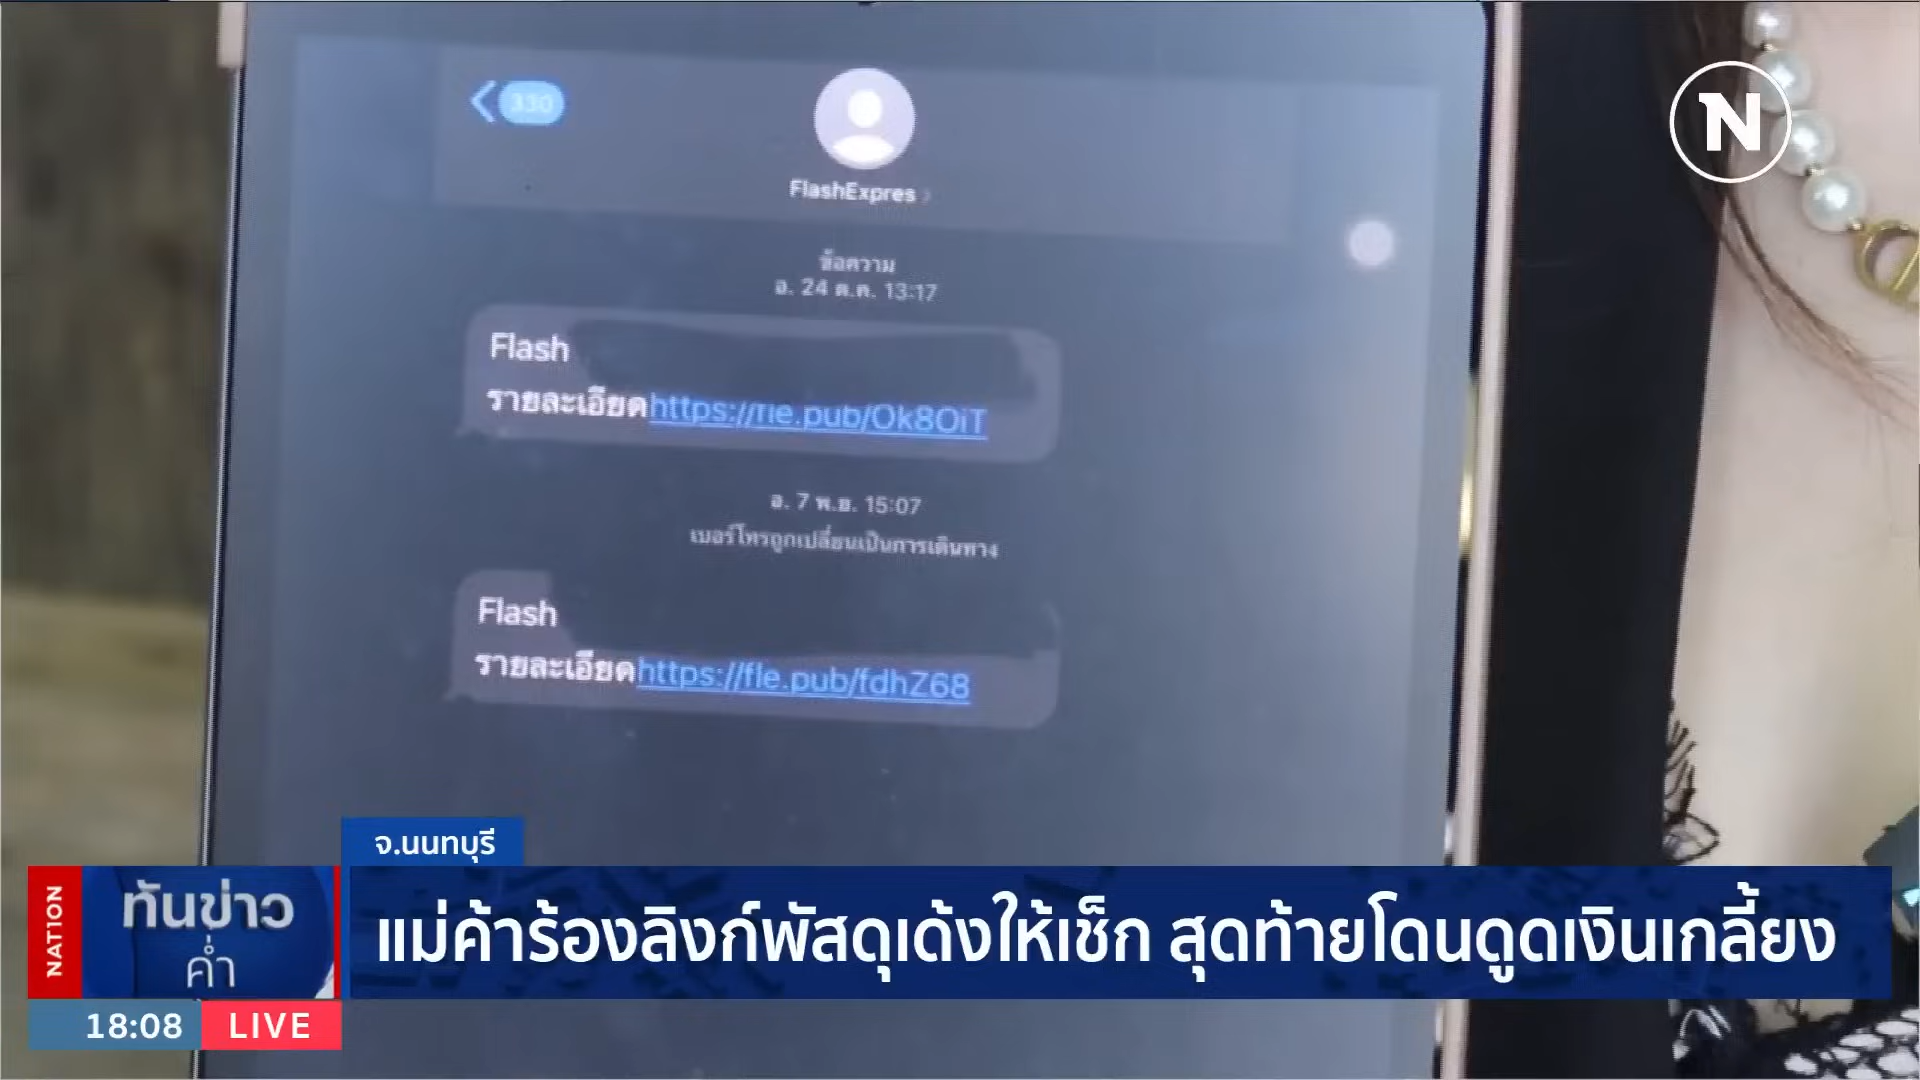 330
N
FlashExpres
ข้อความ
อ. 24 ต.ค. 13:17
Flash
รายละเอียดhttps://fle.pub/Ok8OiT
อ. 7 พ.ย. 15:07
เบอร์โทรถูกเปลี่ยนเป็นการเดินทาง
Flash
รายละเอียดhttps://fle.pub/fdhZ68
จ.นนทบุรี
NATION
ทันข่าว
ค่ำ
แม่ค้าร้องลิงก์พัสดุเด้งให้เช็ก สุดท้ายโดนดูดเงินเกลี้ยง
18:08
LIVE